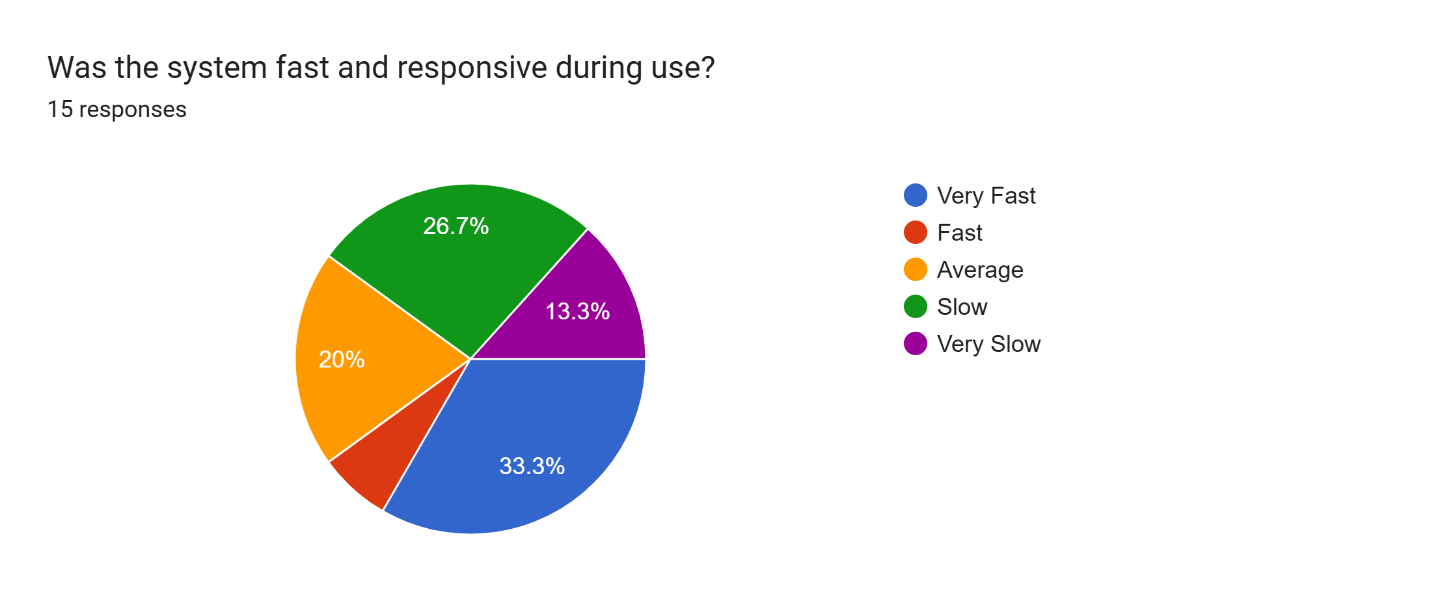 Was the system fast and responsive during use?
15 responses
26.7%
13.3%
20%
33.3%
Very Fast
Fast
Average
Slow
Very Slow